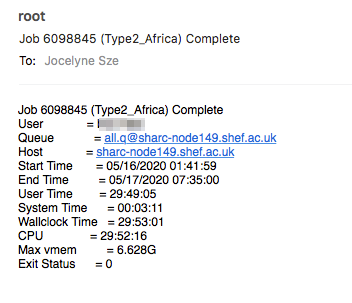 root
Job 6098845 (Type2_Africa) Complete
To: Jocelyne Sze
Job 6098845 (Type2_Africa) Complete
User =
Queue = all.q@sharc-node149.shef.ac.uk
Host = sharc-node149.shef.ac.uk
Start Time = 05/16/2020 01:41:59
End Time = 05/17/2020 07:35:00
User Time = 29:49:05
System Time = 00:03:11
Wallclock Time = 29:53:01
CPU = 29:52:16
Max vmem = 6.628G
Exit Status = 0